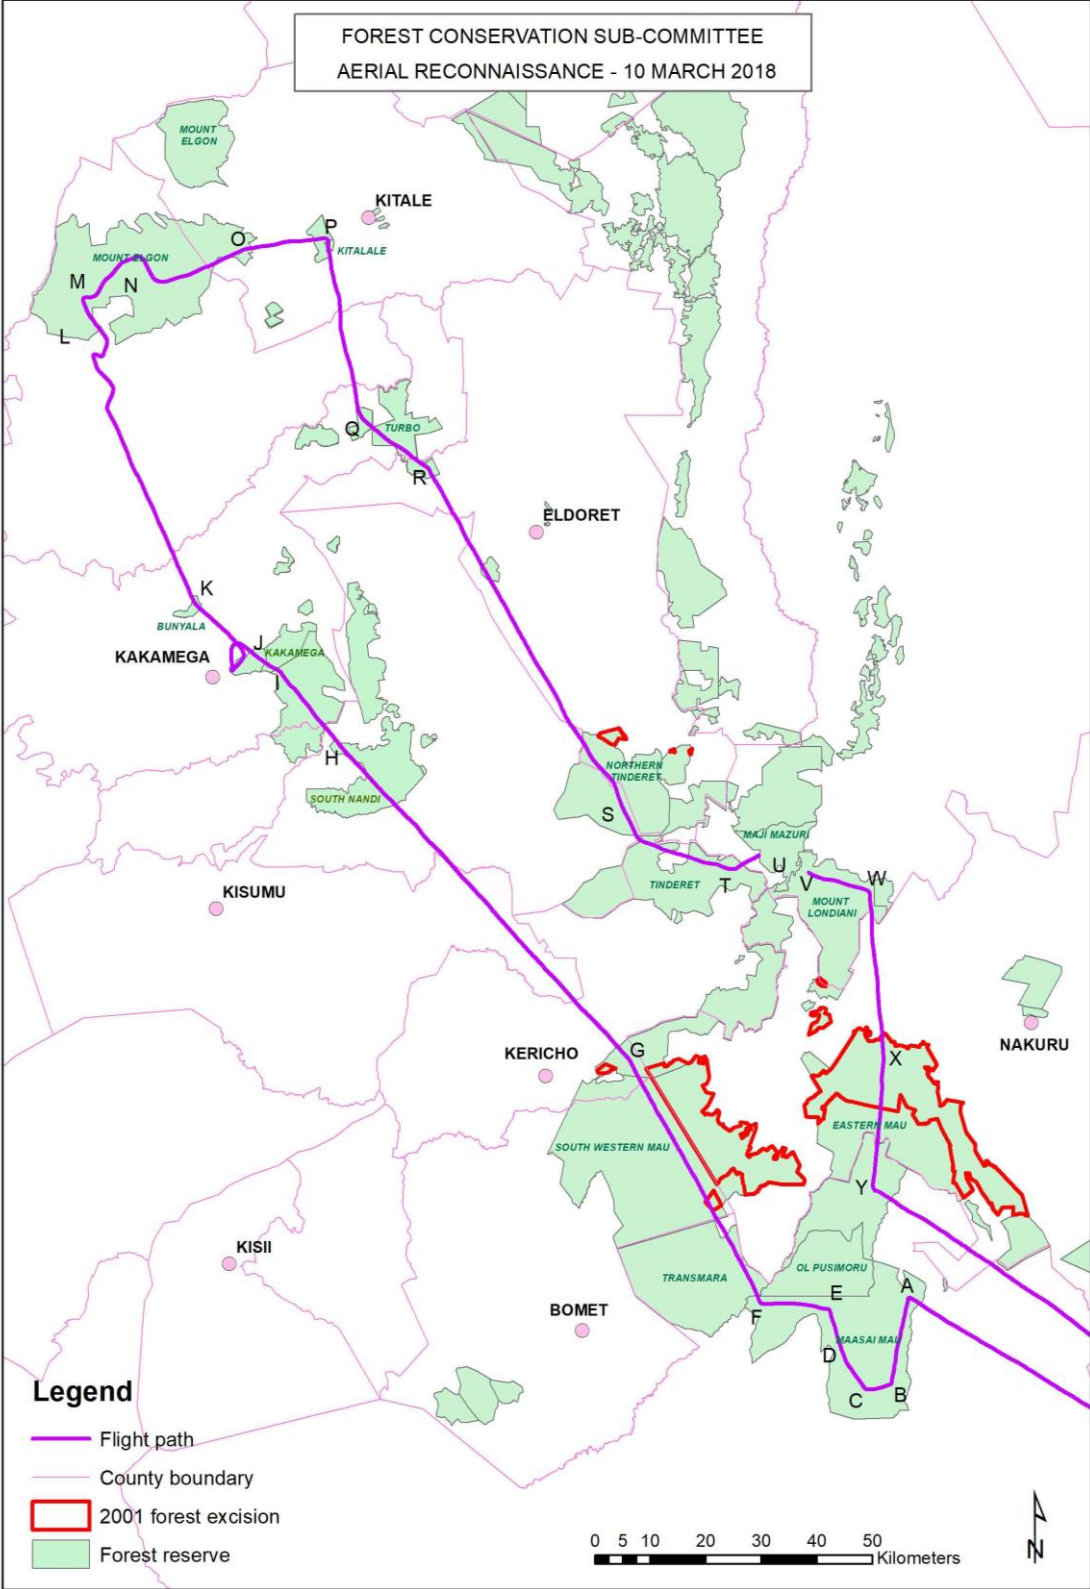 FOREST CONSERVATION SUB-COMMITTEE
AERIAL RECONNAISSANCE - 10 MARCH 2018
MOUNT
ELGON
KITALE
P
O
KITALALE
MOUNT ELGON
M
N
L
Q
TURBO
R
ELDORET
K
BUNYALA
J
KAKAMEGA
KAKAMEGA
I
H
NORTHERN
TINDERET
SOUTH NANDI
S
MAJI MAZURI
U
T
TINDERET
V
W
MOUNT
LONDIANI
KISUMU
NAKURU
G
KERICHO
X
EASTERN MAU
SOUTH WESTERN MAU
Y
KISII
OL PUSIMORU
TRANSMARA
E
A
BOMET
F
MAASAI MAU
D
B
C
Legend
Flight path
County boundary
2001 forest excision
Forest reserve
0 5 10 20 30 40 50
Kilometers
N